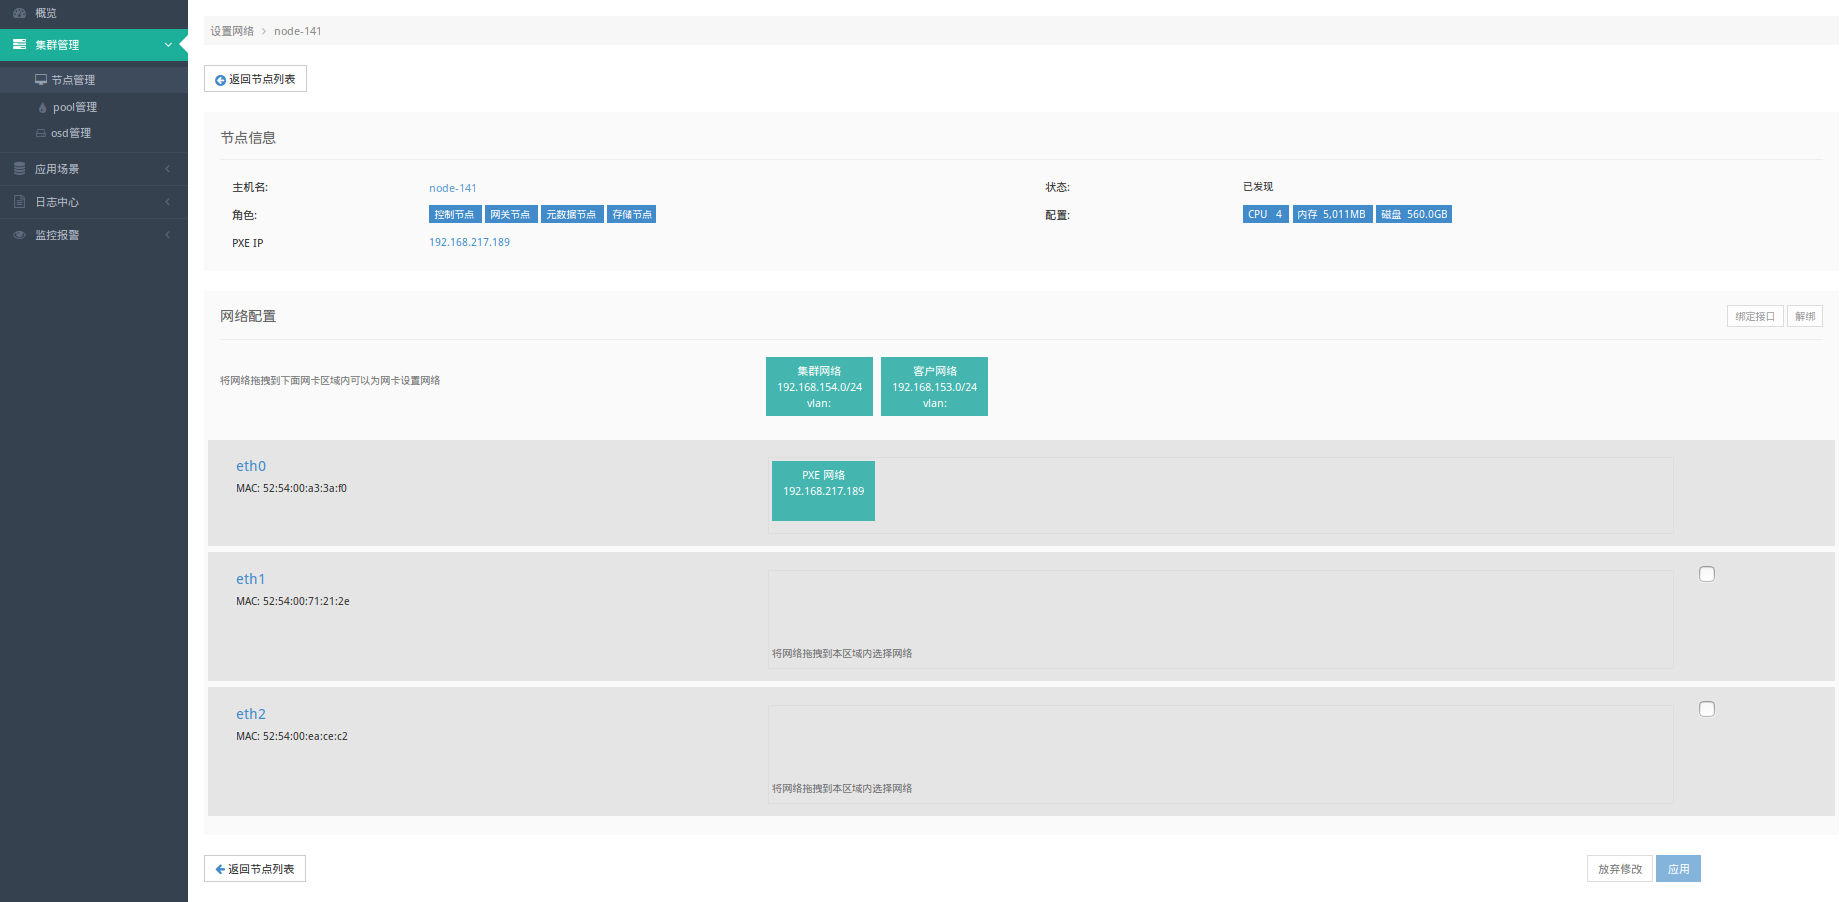 概览
集群管理
节点管理
pool管理
osd管理
应用场景
日志中心
监控报警
设置网络 > node-141
返回节点列表
节点信息
主机名: node-141 状态: 已发现
角色: 控制节点 网关节点 元数据节点 存储节点 配置: CPU 4 内存 5,011MB 磁盘 560.0GB
PXE IP 192.168.217.189
网络配置 绑定接口 解绑
将网络拖拽到下面网卡区域内可以为网卡设置网络
集群网络
192.168.154.0/24
vlan:
客户网络
192.168.153.0/24
vlan:
eth0
MAC: 52:54:00:a3:3a:f0
PXE 网络
192.168.217.189
eth1
MAC: 52:54:00:71:21:2e
将网络拖拽到本区域内选择网络
eth2
MAC: 52:54:00:ea:ce:c2
将网络拖拽到本区域内选择网络
返回节点列表 放弃修改 应用